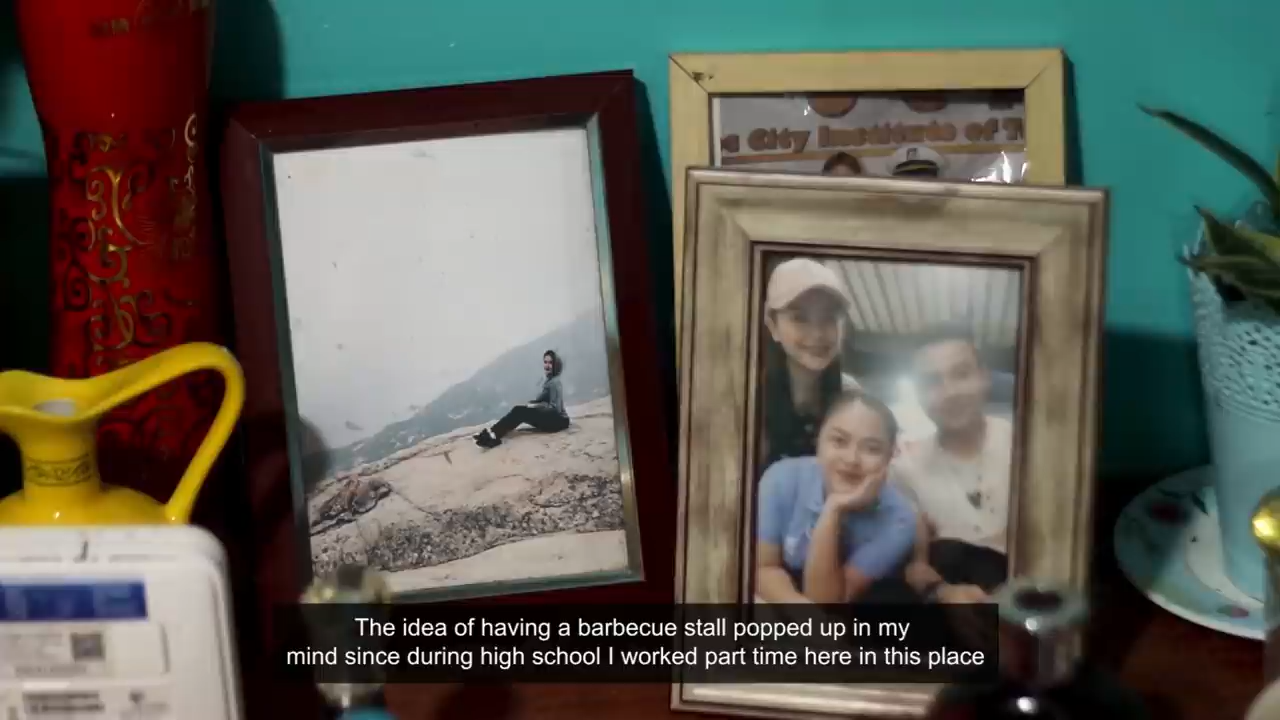 City Institute of
The idea of having a barbecue stall popped up in my
mind since during high school I worked part time here in this place